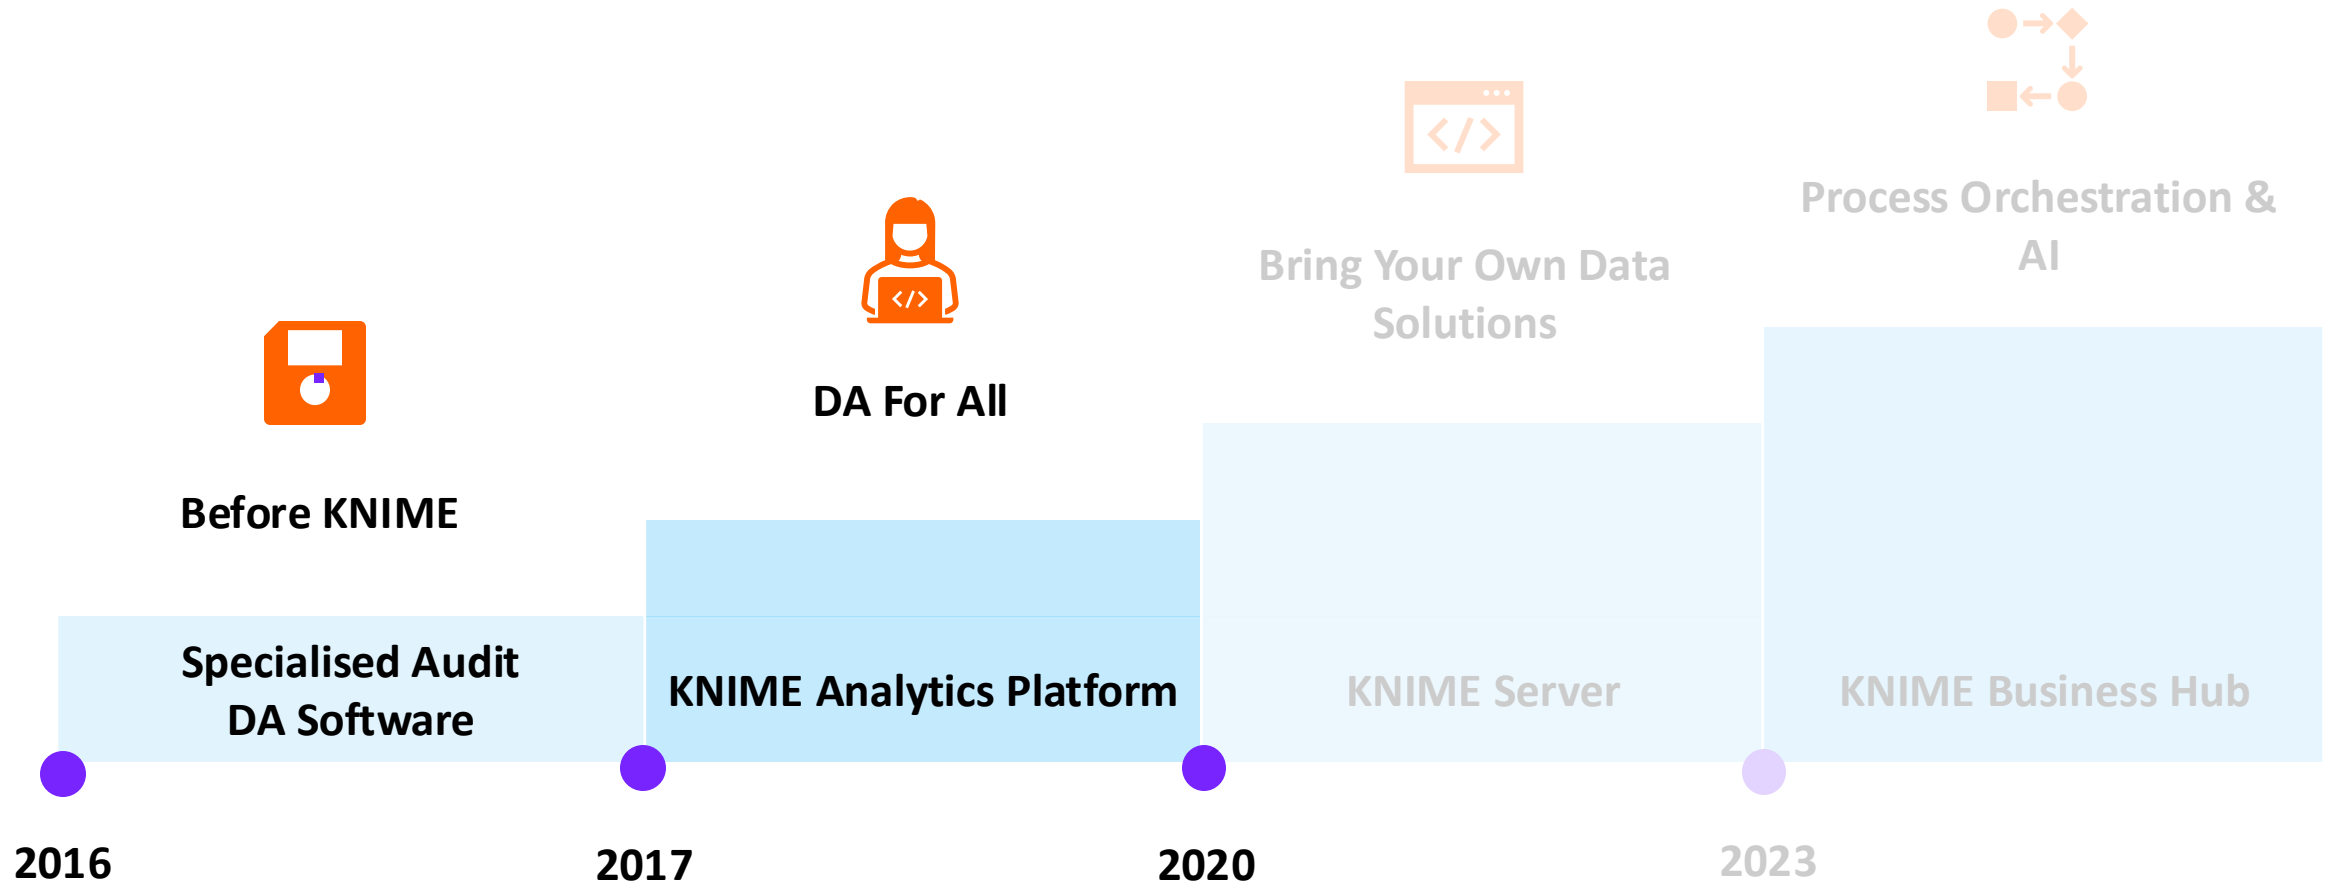 Process Orchestration &
AI
Bring Your Own Data
Solutions
DA For All
Before KNIME
Specialised Audit
DA Software
KNIME Analytics Platform
KNIME Server
KNIME Business Hub
2016
2017
2020
2023